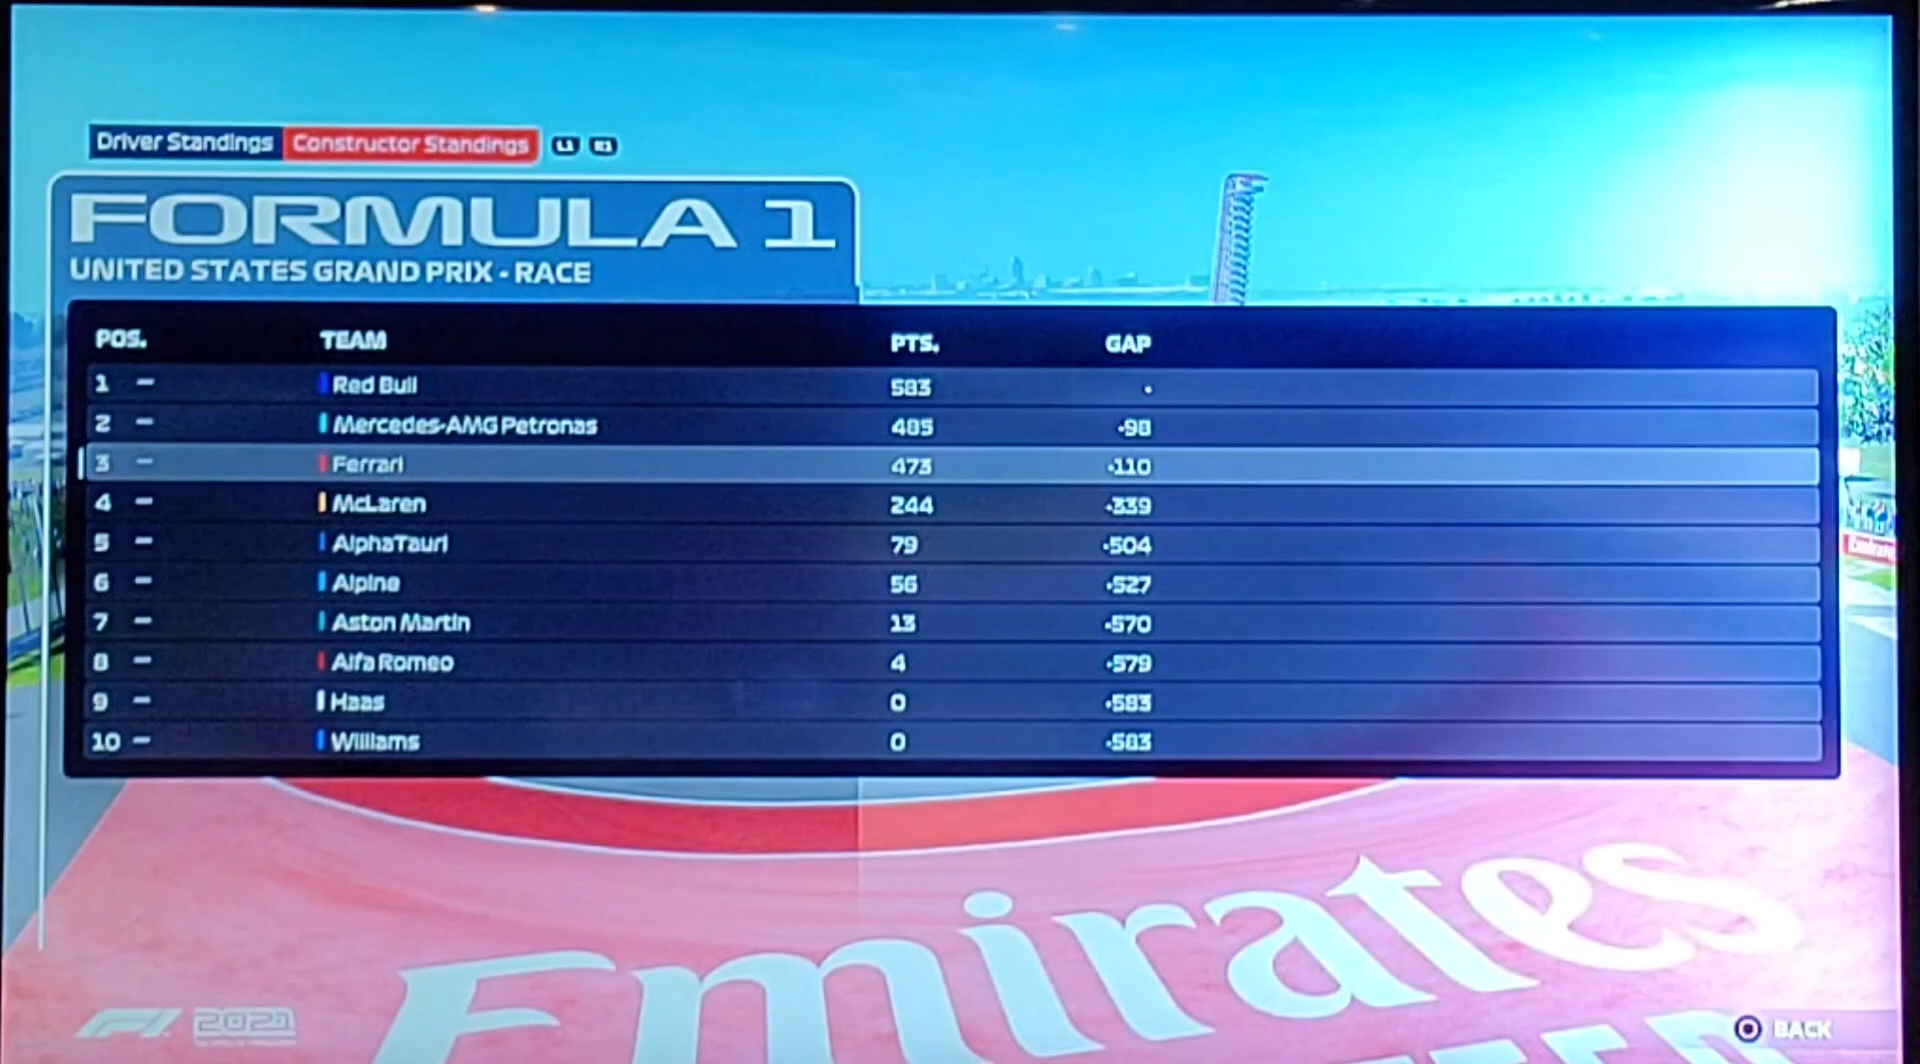 Driver Standings Constructor Standings L1 R1
FORMULA 1
UNITED STATES GRAND PRIX - RACE
POS. TEAM PTS. GAP
1 - Red Bull 583 -
2 - Mercedes-AMG Petronas 485 -98
3 - Ferrari 473 -110
4 - McLaren 244 -339
5 - AlphaTauri 79 -504
6 - Alpine 56 -527
7 - Aston Martin 13 -570
8 - Alfa Romeo 4 -579
9 - Haas 0 -583
10 - Williams 0 -583
Emirates
Emirates
F1 2021
BACK